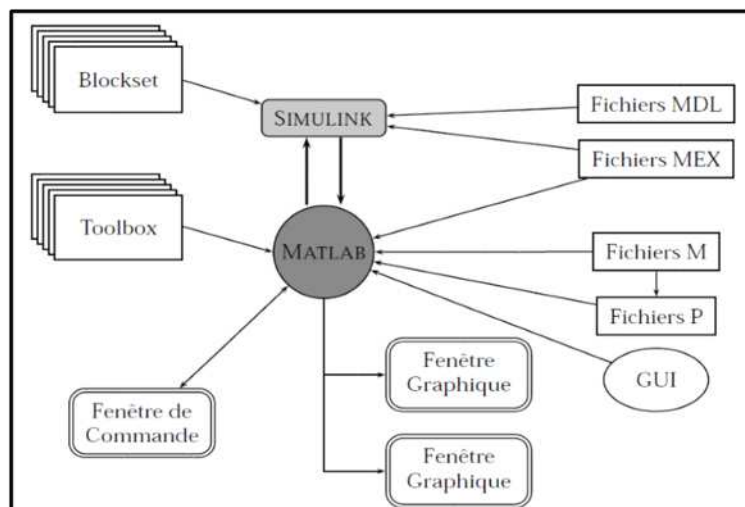 Blockset
SIMULINK
Fichiers MDL
Fichiers MEX
Toolbox
MATLAB
Fichiers M
Fichiers P
Fenêtre
Graphique
GUI
Fenêtre de
Commande
Fenêtre
Graphique